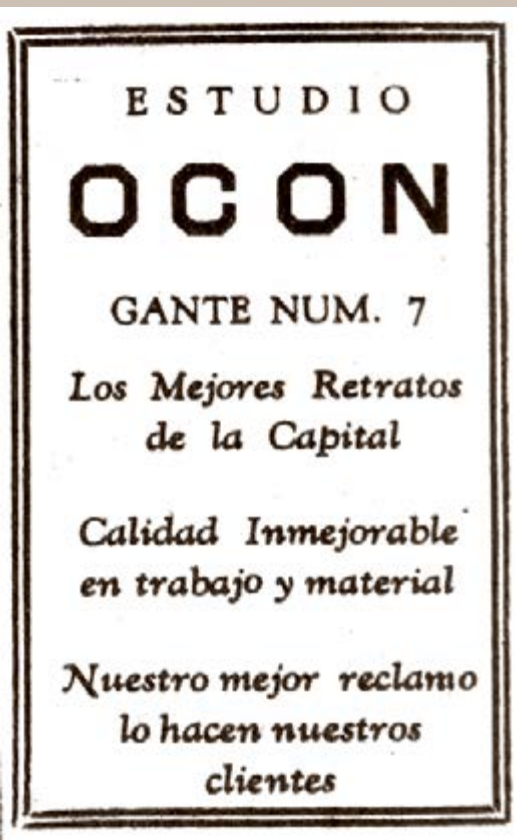 ESTUDIO
OCON
GANTE NUM. 7
Los Mejores Retratos
de la Capital
Calidad Inmejorable
en trabajo y material
Nuestro mejor reclamo
lo hacen nuestros
clientes